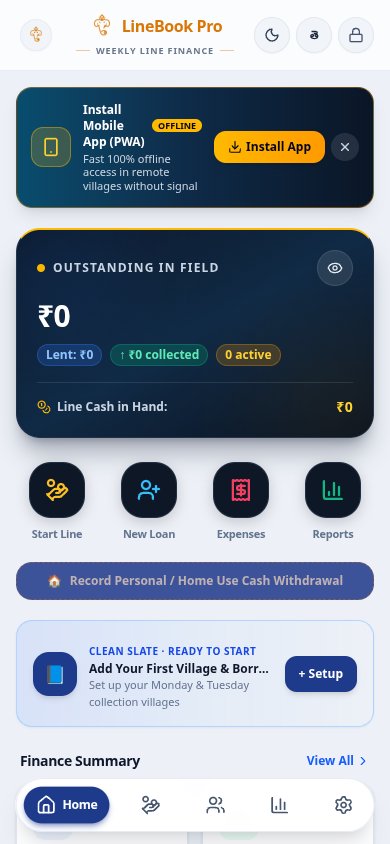 LineBook Pro
WEEKLY LINE FINANCE
Install
Mobile
App (PWA)
OFFLINE
Fast 100% offline
access in remote
villages without signal
Install App
OUTSTANDING IN FIELD
₹0
Lent: ₹0
↑ ₹0 collected
0 active
Line Cash in Hand:
₹0
Start Line
New Loan
Expenses
Reports
Record Personal / Home Use Cash Withdrawal
CLEAN SLATE · READY TO START
Add Your First Village & Borr...
Set up your Monday & Tuesday
collection villages
+ Setup
Finance Summary
View All
Home